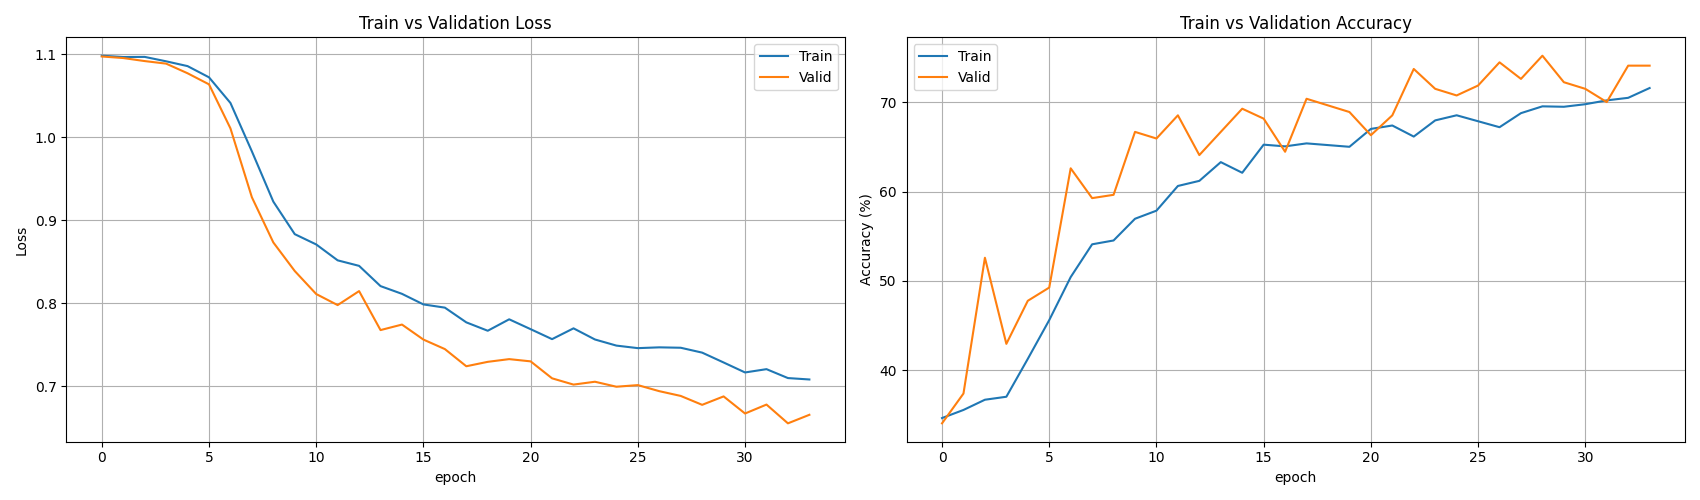 Train vs Validation Loss
1.1
1.0
0.9
0.8
0.7
Loss
0
5
10
15
20
25
30
epoch
Train
Valid
Train vs Validation Accuracy
70
60
50
40
Accuracy (%)
0
5
10
15
20
25
30
epoch
Train
Valid